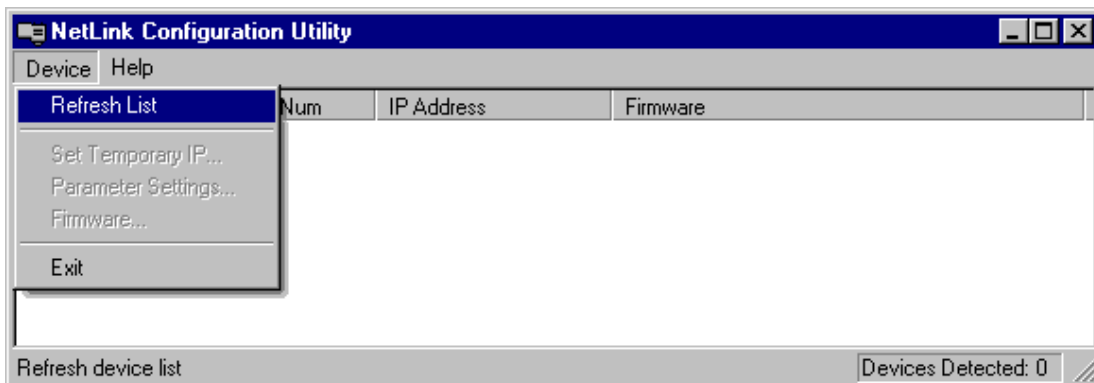 NetLink Configuration Utility
Device Help
Refresh List
Num IP Address Firmware
Set Temporary IP...
Parameter Settings...
Firmware...
Exit
Refresh device list Devices Detected: 0